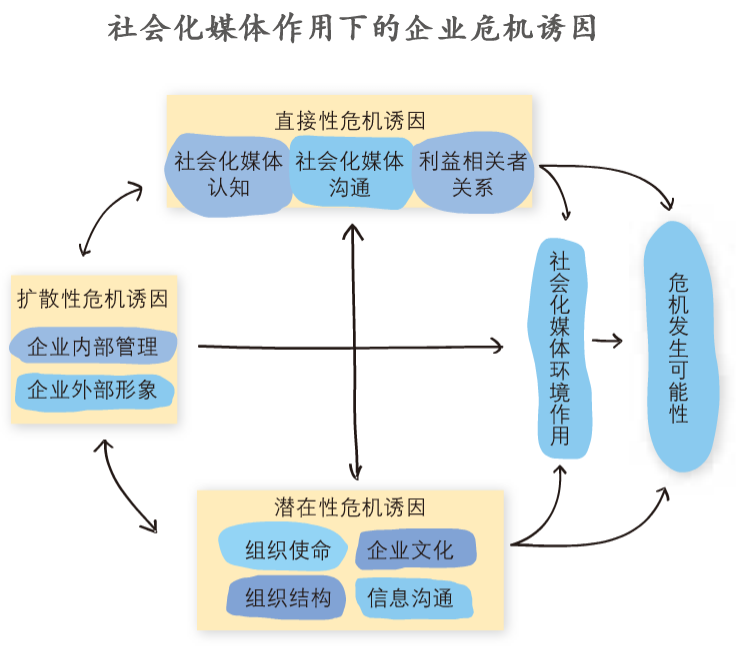 社会化媒体作用下的企业危机诱因
直接性危机诱因
社会化媒体
认知
社会化媒体
沟通
利益相关者
关系
扩散性危机诱因
企业内部管理
企业外部形象
社会化媒体环境作用
危机发生可能性
潜在性危机诱因
组织使命
企业文化
组织结构
信息沟通